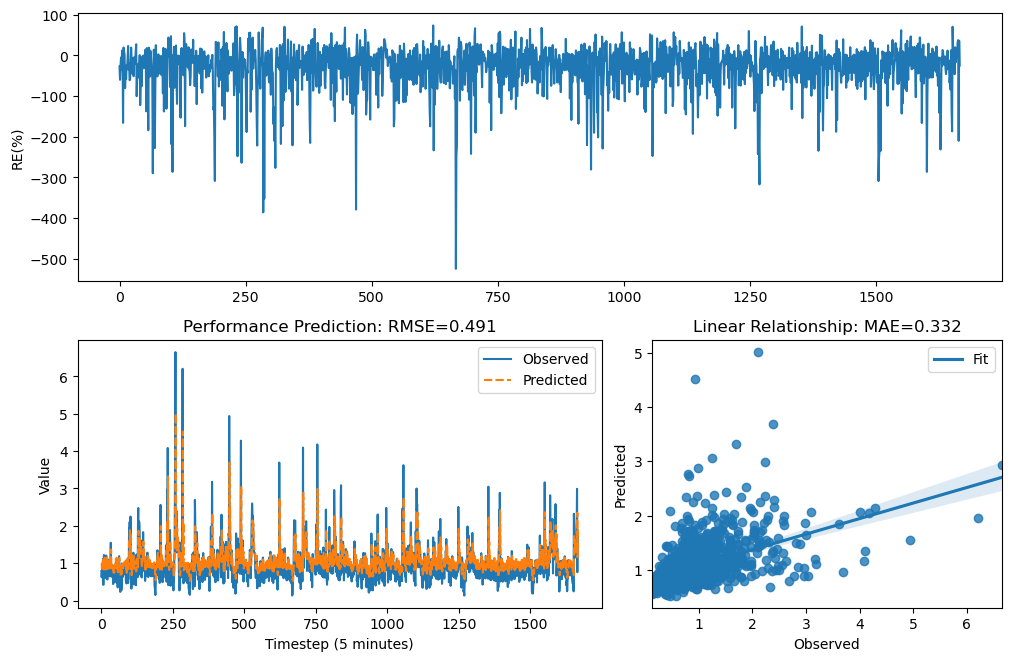 100
0
−100
−200
−300
−400
−500
RE(%)
0 250 500 750 1000 1250 1500
Performance Prediction: RMSE=0.491
Observed
Predicted
6
5
4
3
2
1
0
Value
0 250 500 750 1000 1250 1500
Timestep (5 minutes)
Linear Relationship: MAE=0.332
Fit
5
4
3
2
1
Predicted
1 2 3 4 5 6
Observed